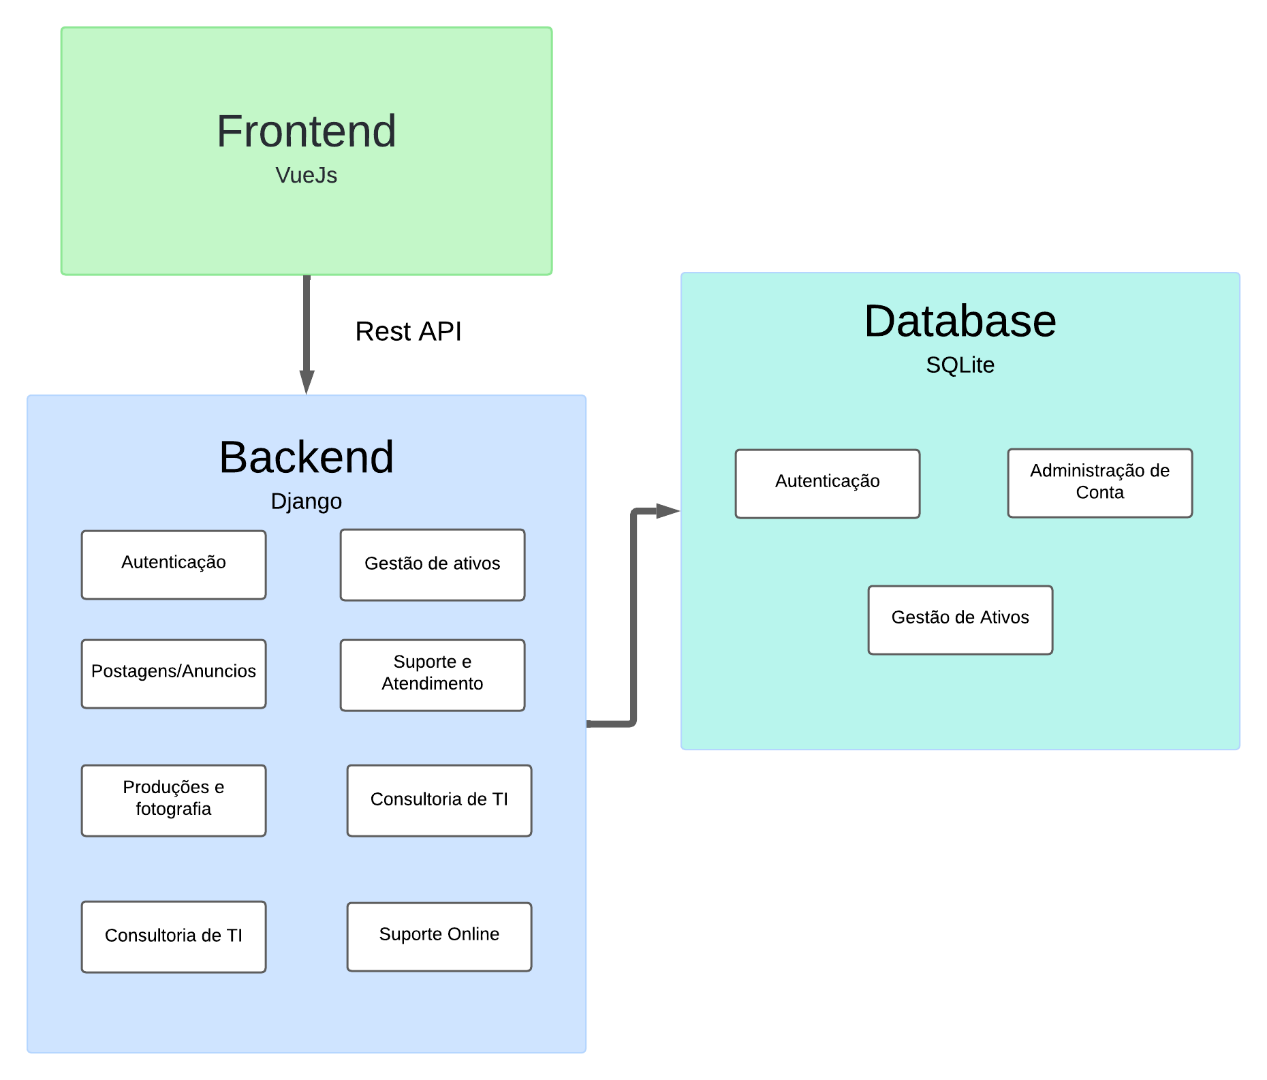 Frontend
VueJs
Rest API
Backend
Django
Autenticação
Gestão de ativos
Postagens/Anuncios
Suporte e
Atendimento
Produções e
fotografia
Consultoria de TI
Consultoria de TI
Suporte Online
Database
SQLite
Autenticação
Administração de
Conta
Gestão de Ativos